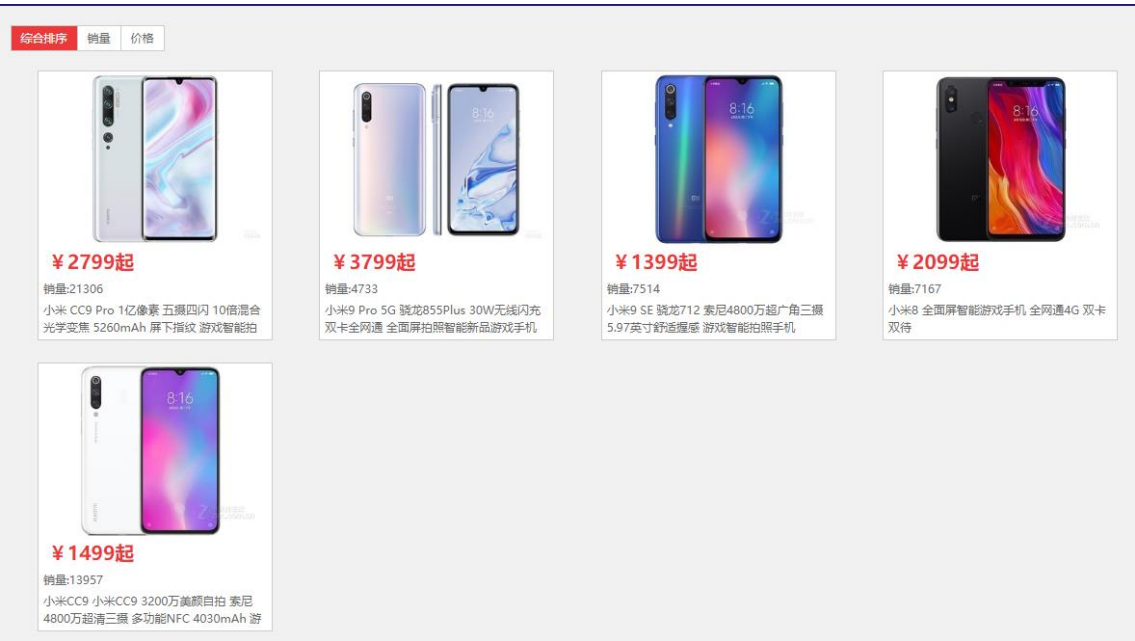 综合排序 销量 价格
¥2799起
销量:21306
小米 CC9 Pro 1亿像素 五摄四闪 10倍混合
光学变焦 5260mAh 屏下指纹 游戏智能拍
¥3799起
销量:4733
小米9 Pro 5G 骁龙855Plus 30W无线闪充
双卡全网通 全面屏拍照智能新品游戏手机
¥1399起
销量:7514
小米9 SE 骁龙712 索尼4800万超广角三摄
5.97英寸舒适握感 游戏智能拍照手机
¥2099起
销量:7167
小米8 全面屏智能游戏手机 全网通4G 双卡
双待
8:16
8:16
8:16
8:16
¥1499起
销量:13957
小米CC9 小米CC9 3200万美颜自拍 索尼
4800万超清三摄 多功能NFC 4030mAh 游